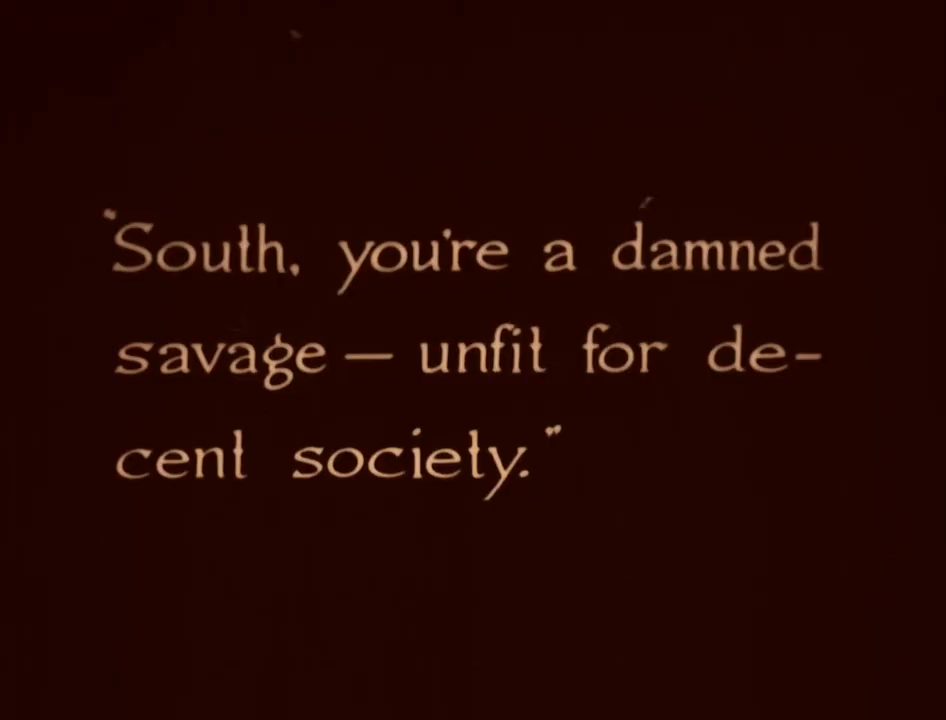 "South, you're a damned
savage — unfit for de-
cent society."